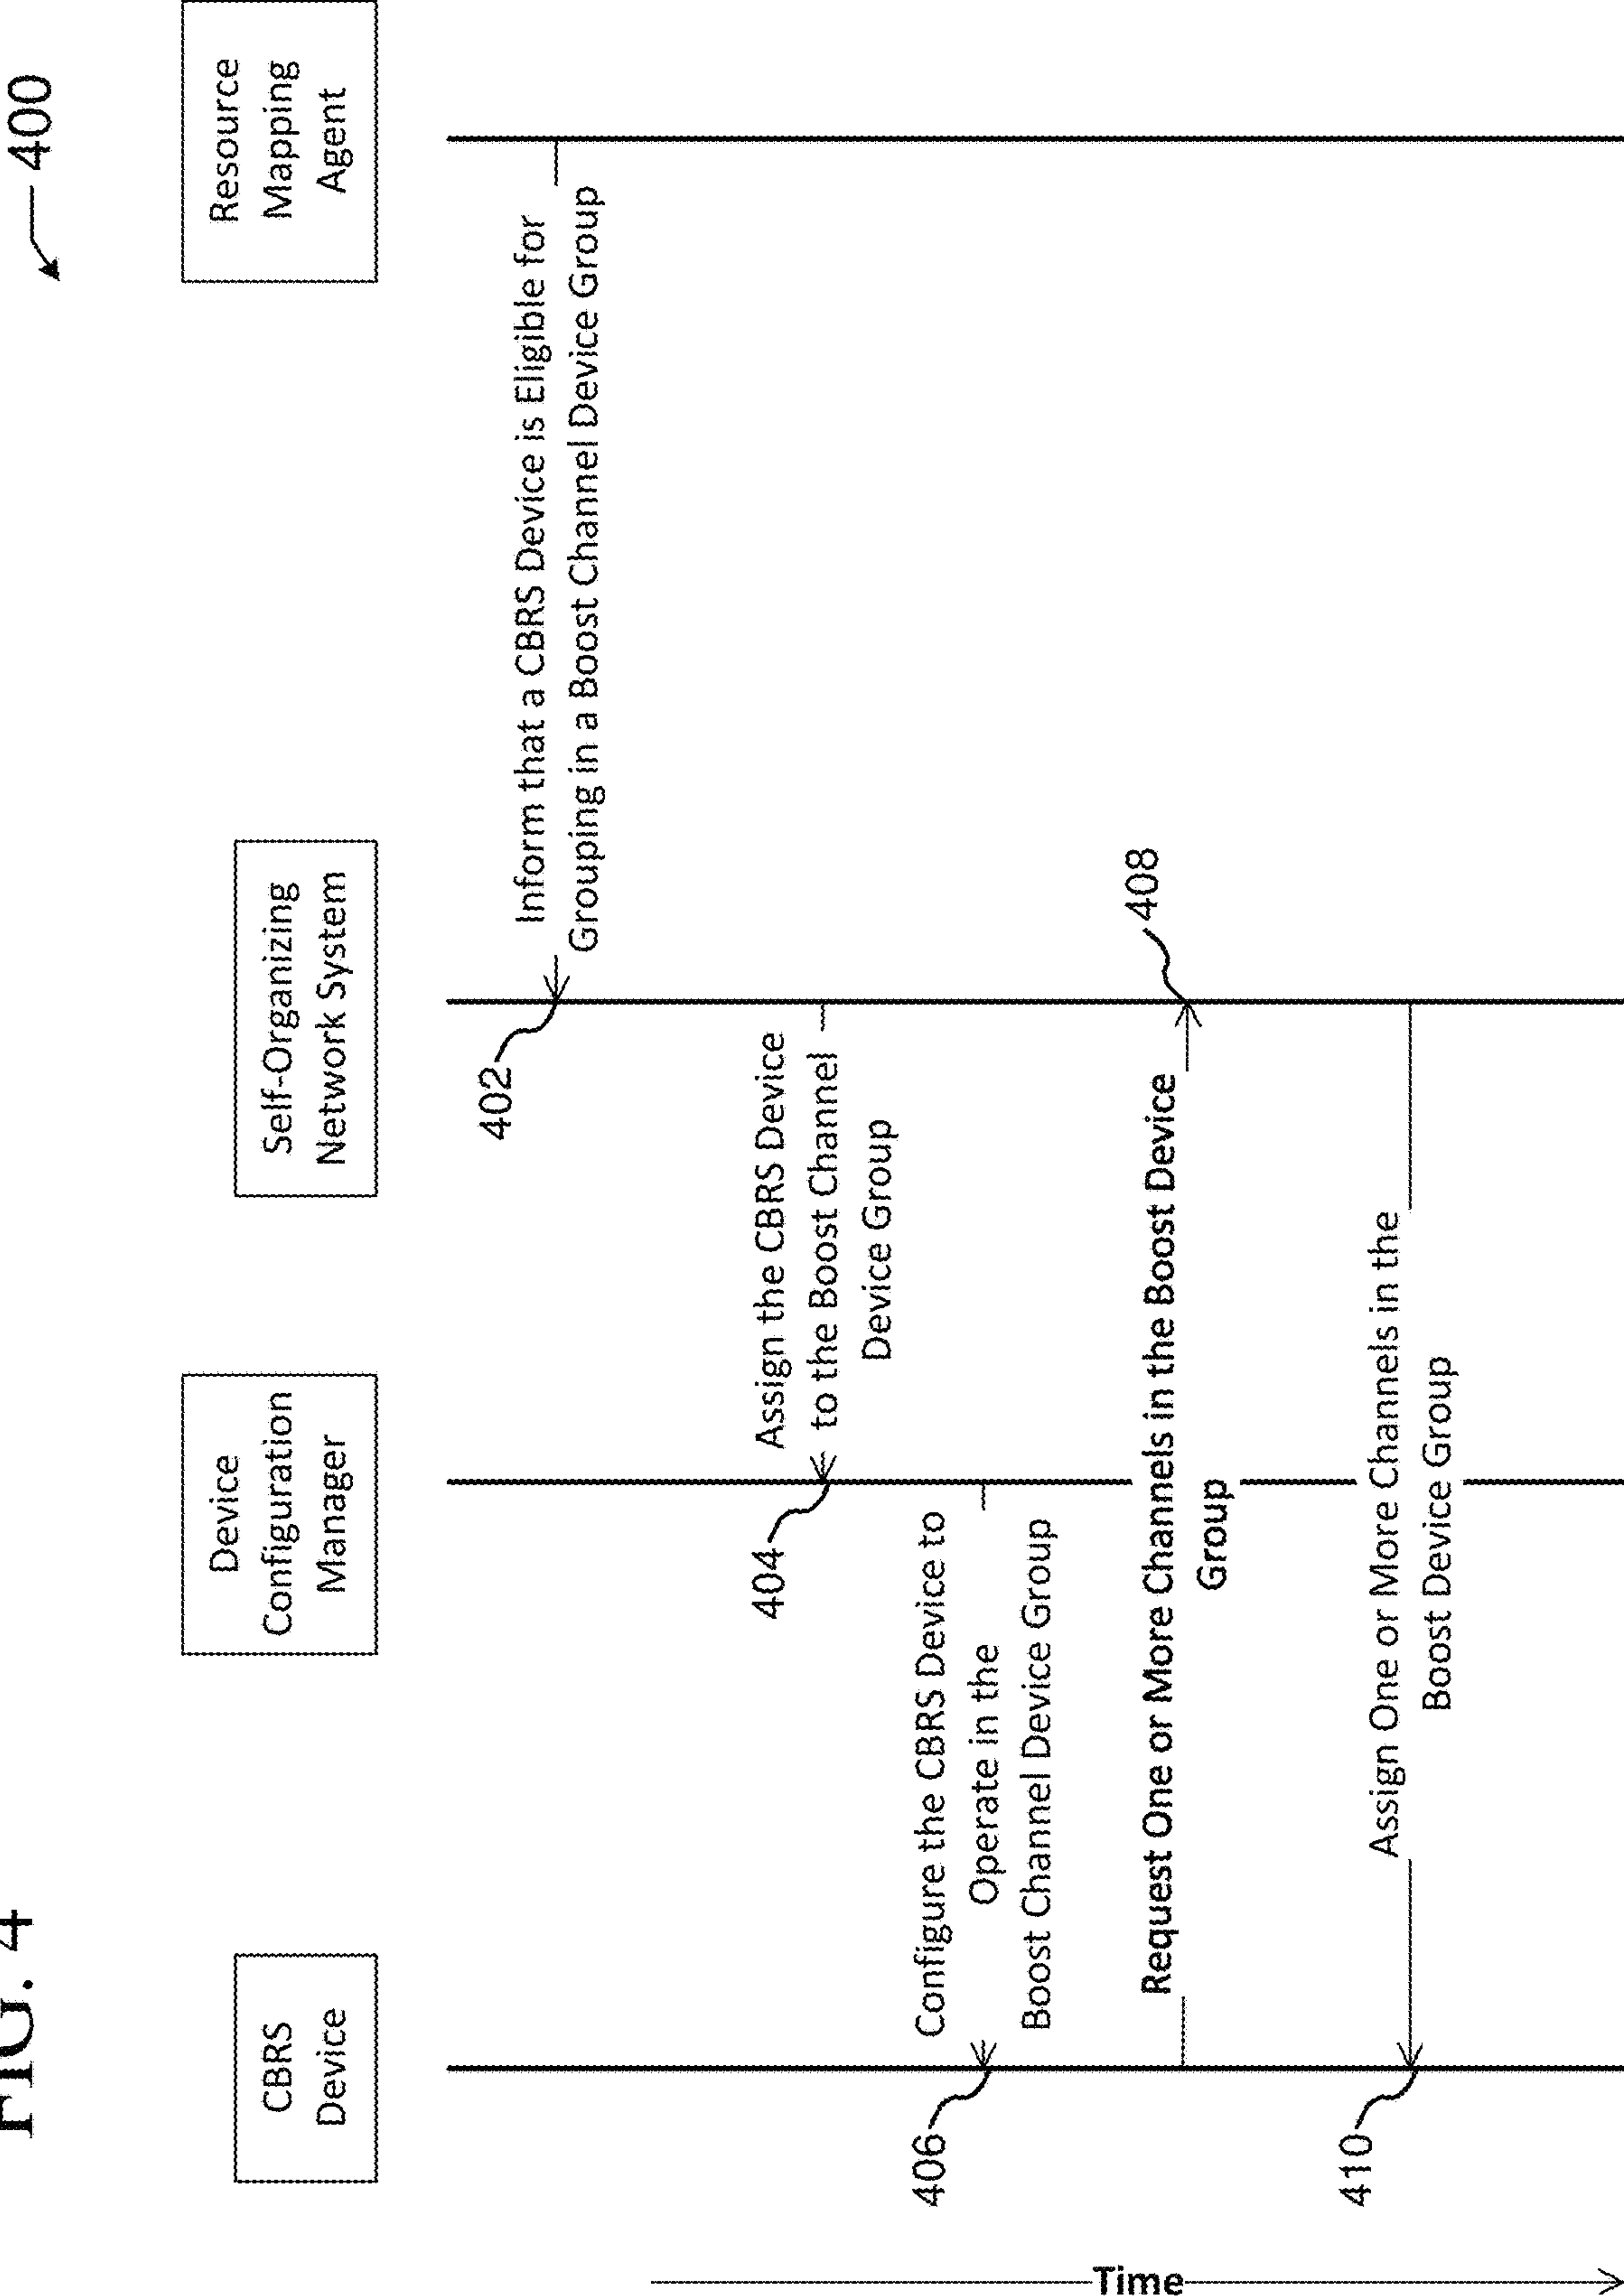 FIG. 4
400
CBRS
Device
Device
Configuration
Manager
Self-Organizing
Network System
Resource
Mapping
Agent
402
Inform that a CBRS Device is Eligible for
Grouping in a Boost Channel Device Group
404
Assign the CBRS Device
to the Boost Channel
Device Group
406
Configure the CBRS Device to
Operate in the
Boost Channel Device Group
408
Request One or More Channels in the Boost Device
Group
410
Assign One or More Channels in the
Boost Device Group
Time